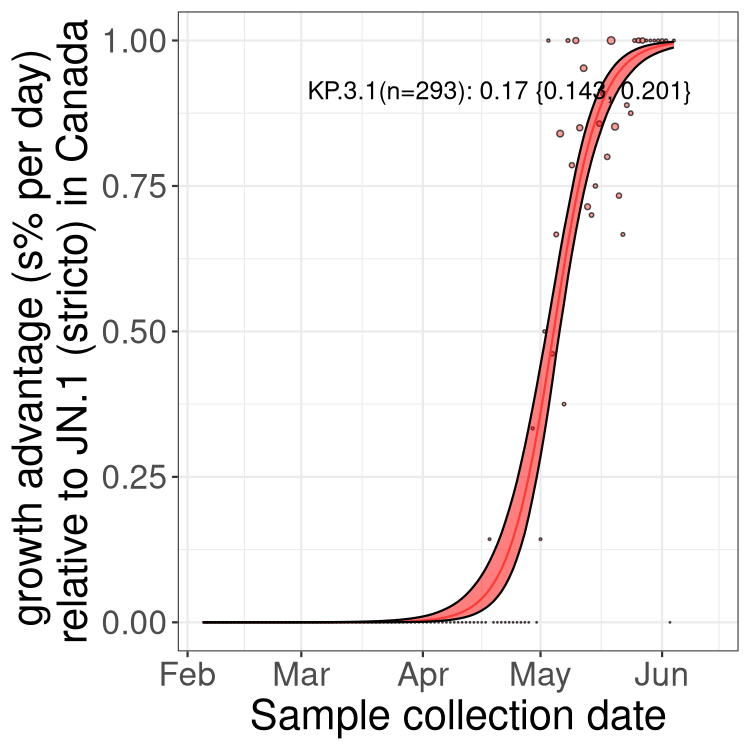 growth advantage (s% per day)
relative to JN.1 (stricto) in Canada
1.00
0.75
0.50
0.25
0.00
KP.3.1(n=293): 0.17 {0.143, 0.201}
Feb Mar Apr May Jun
Sample collection date